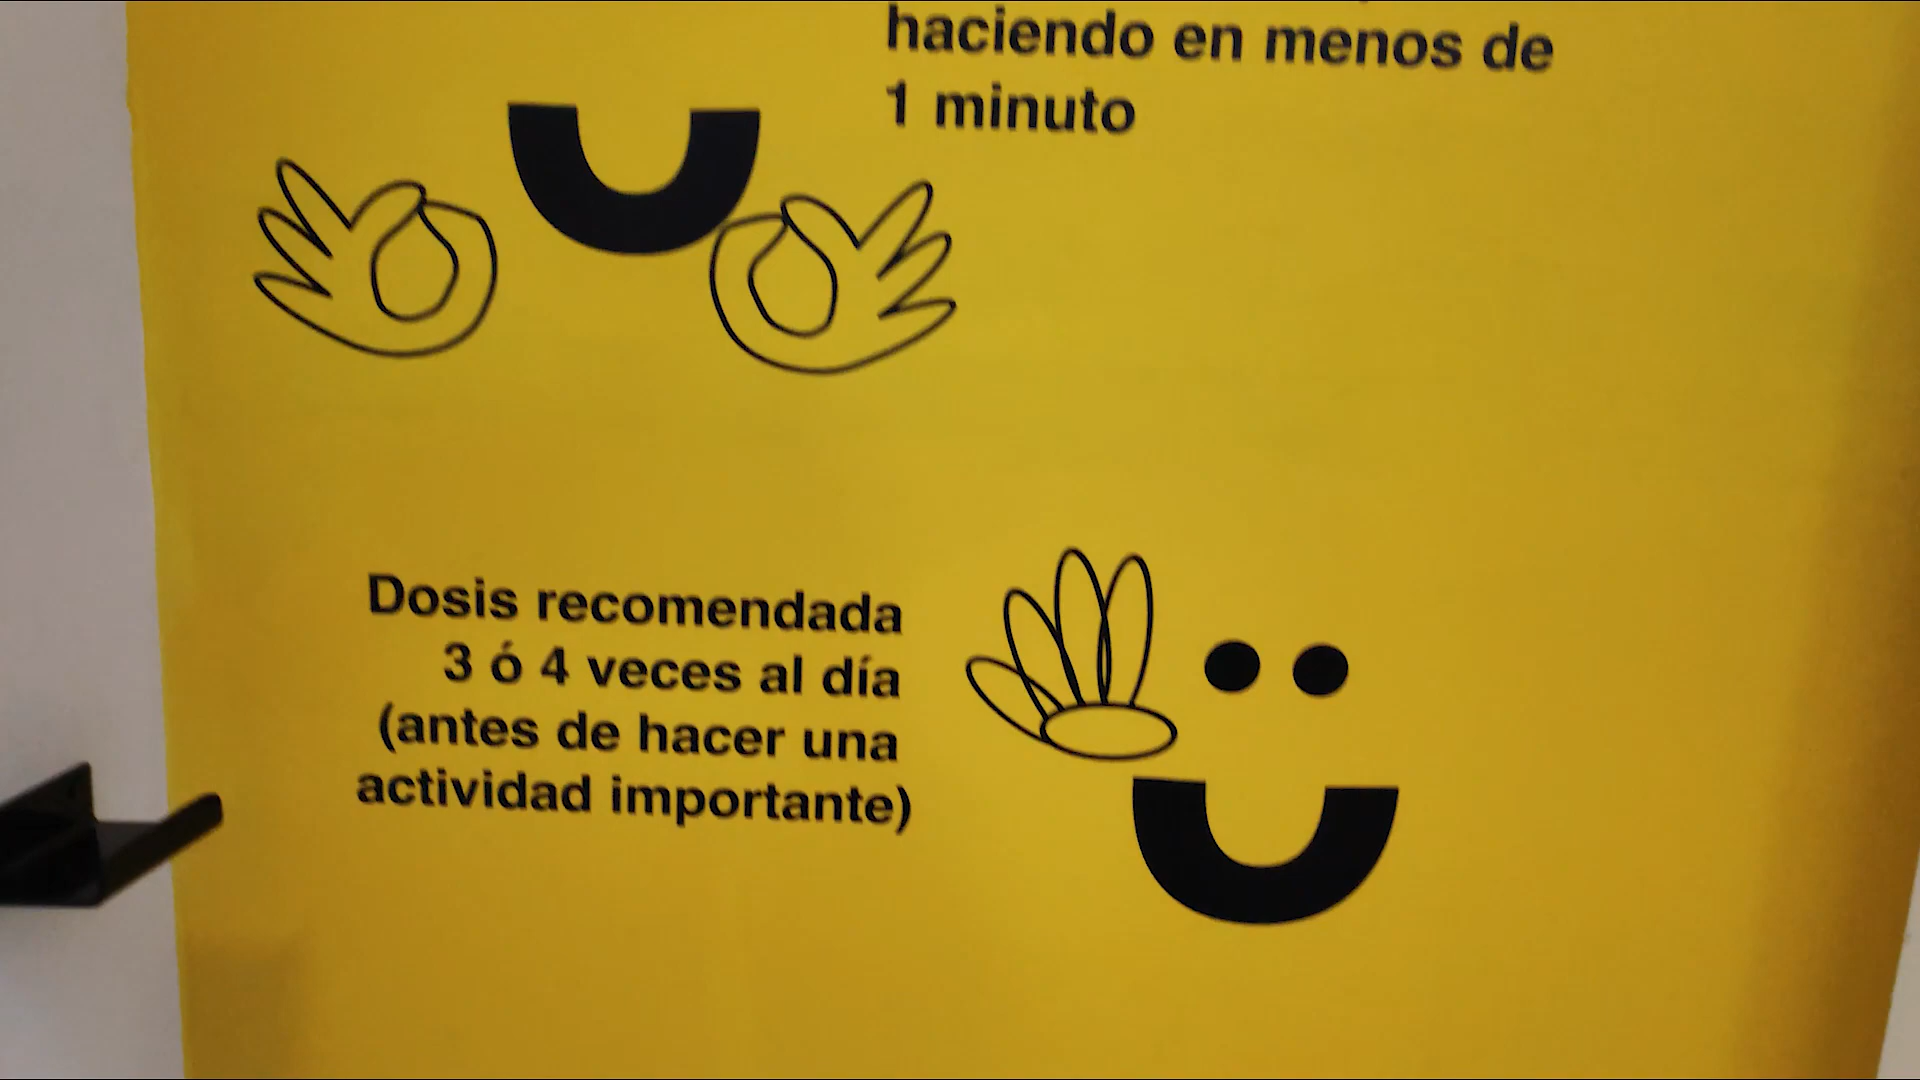 haciendo en menos de
1 minuto
Dosis recomendada
3 ó 4 veces al día
(antes de hacer una
actividad importante)